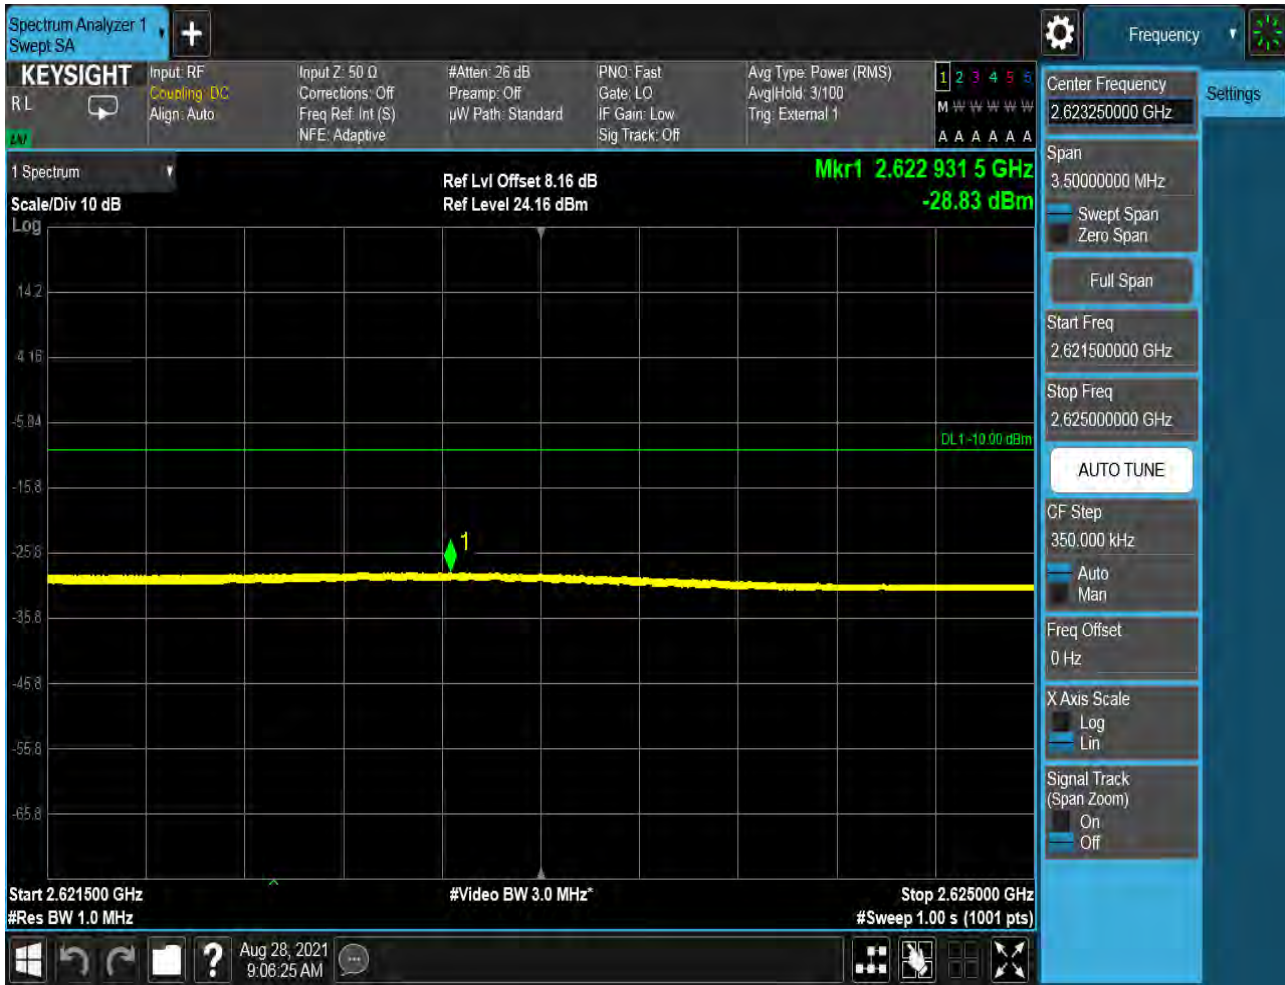 Spectrum Analyzer 1
Swept SA
Frequency
KEYSIGHT
R L
Input: RF
Coupling: DC
Align: Auto
Input Z: 50 Ω
Corrections: Off
Freq Ref: Int (S)
NFE: Adaptive
#Atten: 26 dB
Preamp: Off
µW Path: Standard
PNO: Fast
Gate: LO
IF Gain: Low
Sig Track: Off
Avg Type: Power (RMS)
Avg|Hold: 3/100
Trig: External 1
1 2 3 4 5 6
M W W W W W
A A A A A A
1 Spectrum
Scale/Div 10 dB
Log
Ref Lvl Offset 8.16 dB
Ref Level 24.16 dBm
Mkr1 2.622 931 5 GHz
-28.83 dBm
14.2
4.16
-5.84
DL1 -10.00 dBm
-15.8
1
-25.8
-35.8
-45.8
-55.8
-65.8
Start 2.621500 GHz
#Video BW 3.0 MHz*
Stop 2.625000 GHz
#Res BW 1.0 MHz
#Sweep 1.00 s (1001 pts)
Center Frequency
2.623250000 GHz
Settings
Span
3.50000000 MHz
Swept Span
Zero Span
Full Span
Start Freq
2.621500000 GHz
Stop Freq
2.625000000 GHz
AUTO TUNE
CF Step
350.000 kHz
Auto
Man
Freq Offset
0 Hz
X Axis Scale
Log
Lin
Signal Track
(Span Zoom)
On
Off
?
Aug 28, 2021
9:06:25 AM